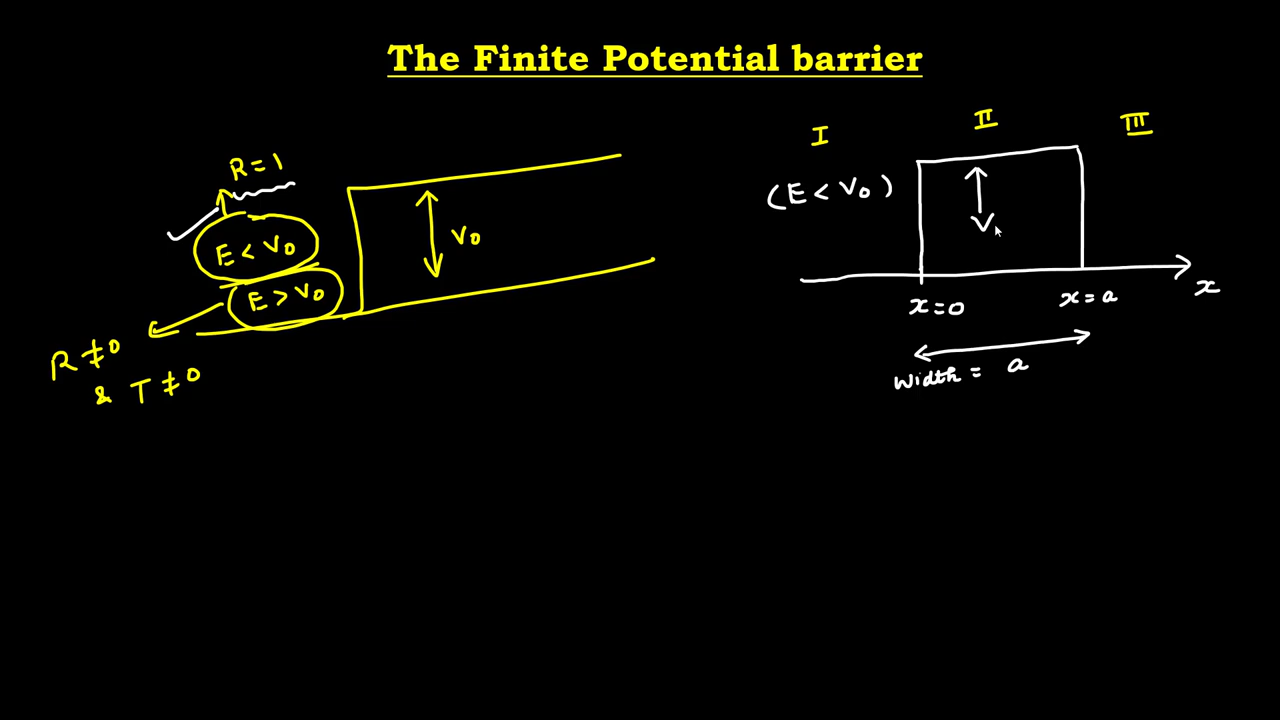 The Finite Potential barrier
R = 1
E < V0
E > V0
V0
R ≠ 0
& T ≠ 0
I
II
III
(E < V0)
V
x = 0
x = a
x
Width = a